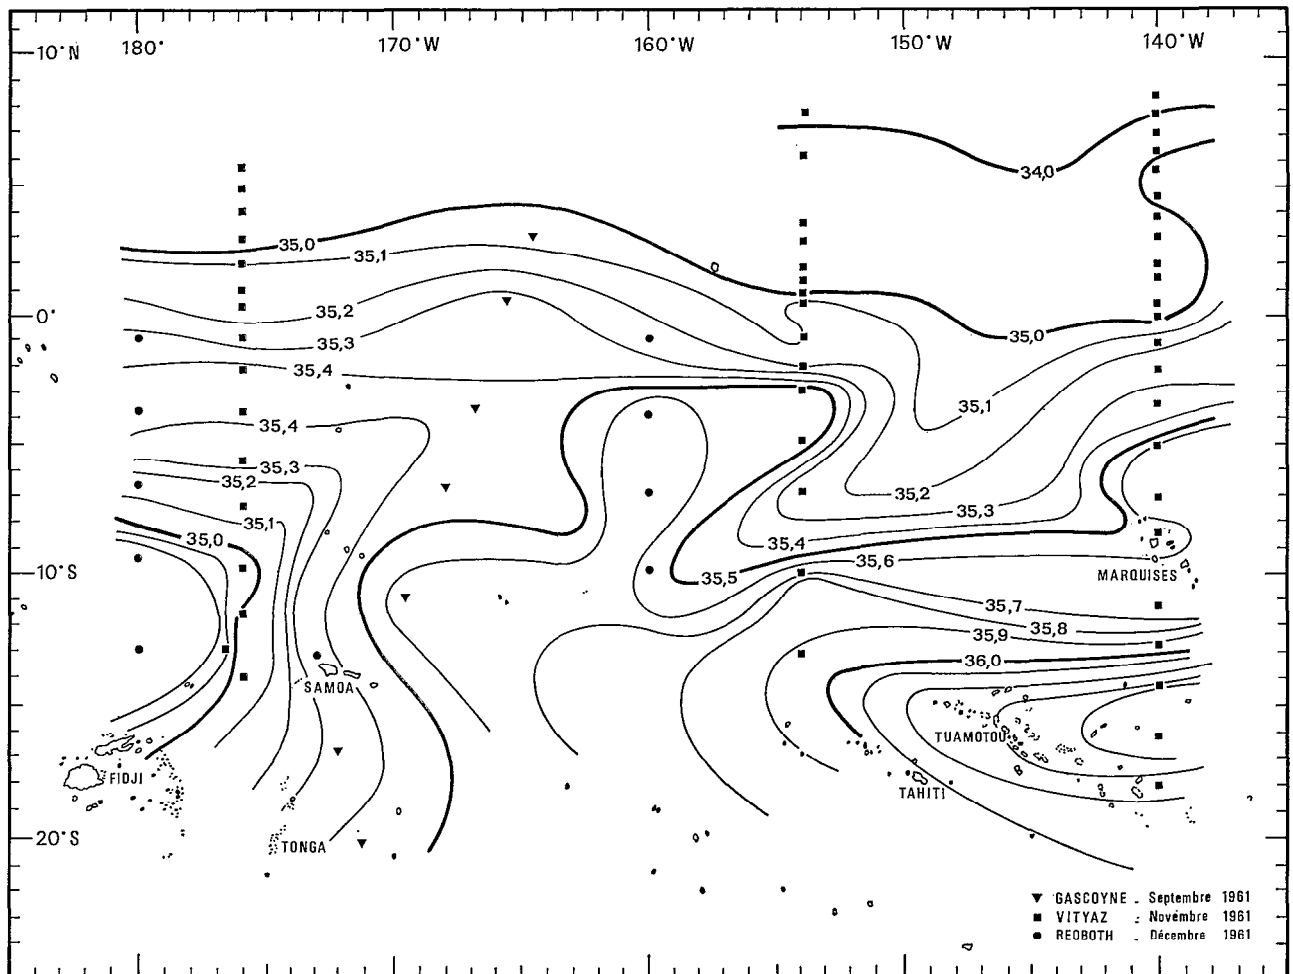 180°
170°W
160°W
150°W
140°W
10°N
34,0
35,0
35,1
35,2
35,3
0°
35,0
35,4
35,1
35,4
35,3
35,2
35,2
35,1
35,3
35,0
35,4
35,6
35,5
10°S
MARQUISES
35,7
35,8
35,9
36,0
SAMOA
TUAMOTOU
FIDJI
TAHITI
20°S
TONGA
GASCOYNE - Septembre 1961
VITYAZ - Novembre 1961
REOBOTH - Décembre 1961